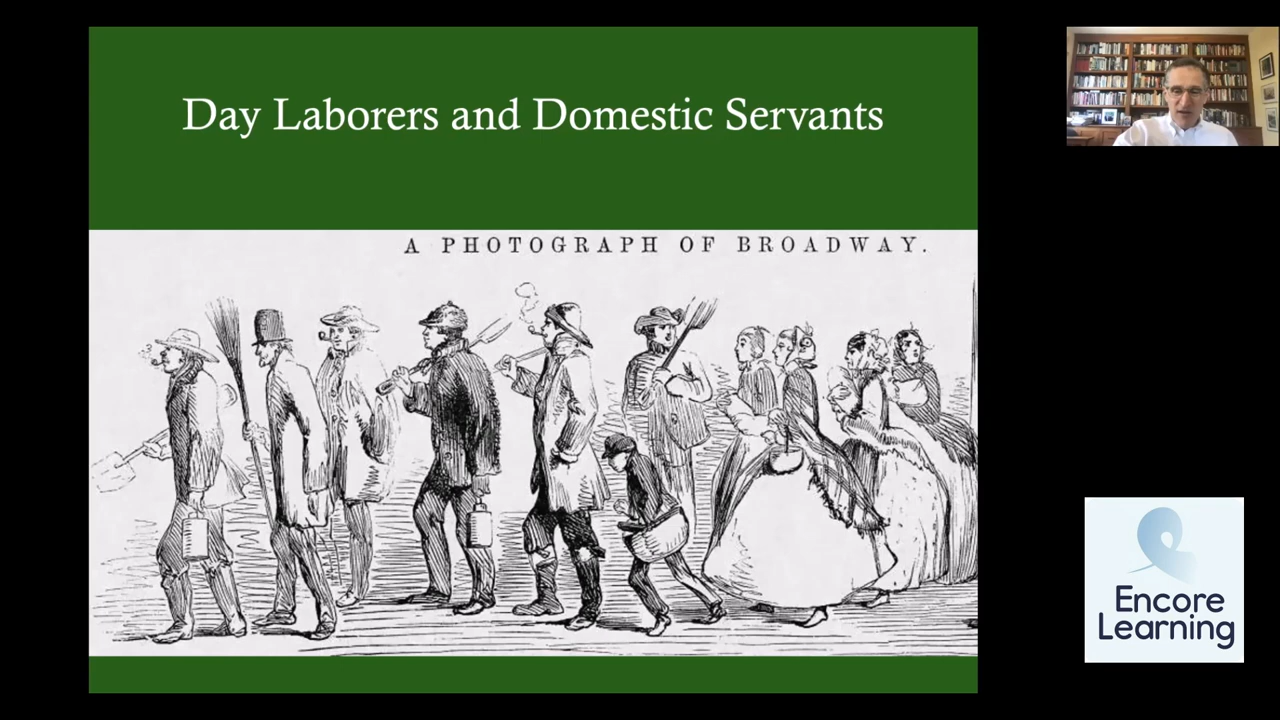 Day Laborers and Domestic Servants
A PHOTOGRAPH OF BROADWAY.
Encore
Learning